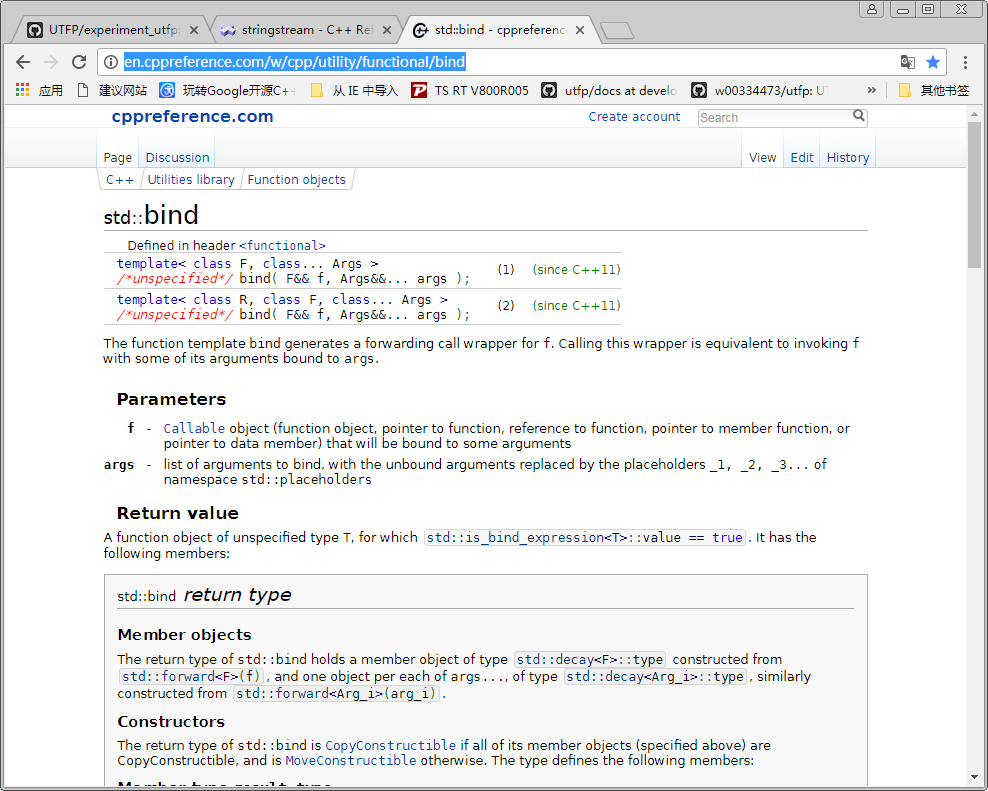 UTFP/experiment_utfp
stringstream - C++ Re
std::bind - cppreferenc
en.cppreference.com/w/cpp/utility/functional/bind
应用 建议网站 玩转Google开源C++ 从 IE 中导入 TS RT V800R005 utfp/docs at develo w00334473/utfp: UT » 其他书签
cppreference.com
Create account
Search
Page Discussion
View Edit History
C++ Utilities library Function objects
std::bind
Defined in header <functional>
template< class F, class... Args >
/*unspecified*/ bind( F&& f, Args&&... args );
(1) (since C++11)
template< class R, class F, class... Args >
/*unspecified*/ bind( F&& f, Args&&... args );
(2) (since C++11)
The function template bind generates a forwarding call wrapper for f. Calling this wrapper is equivalent to invoking f
with some of its arguments bound to args.
Parameters
f - Callable object (function object, pointer to function, reference to function, pointer to member function, or
pointer to data member) that will be bound to some arguments
args - list of arguments to bind, with the unbound arguments replaced by the placeholders _1, _2, _3... of
namespace std::placeholders
Return value
A function object of unspecified type T, for which std::is_bind_expression<T>::value == true. It has the
following members:
std::bind return type
Member objects
The return type of std::bind holds a member object of type std::decay<F>::type constructed from
std::forward<F>(f), and one object per each of args..., of type std::decay<Arg_i>::type, similarly
constructed from std::forward<Arg_i>(arg_i).
Constructors
The return type of std::bind is CopyConstructible if all of its member objects (specified above) are
CopyConstructible, and is MoveConstructible otherwise. The type defines the following members:
Member type result_type